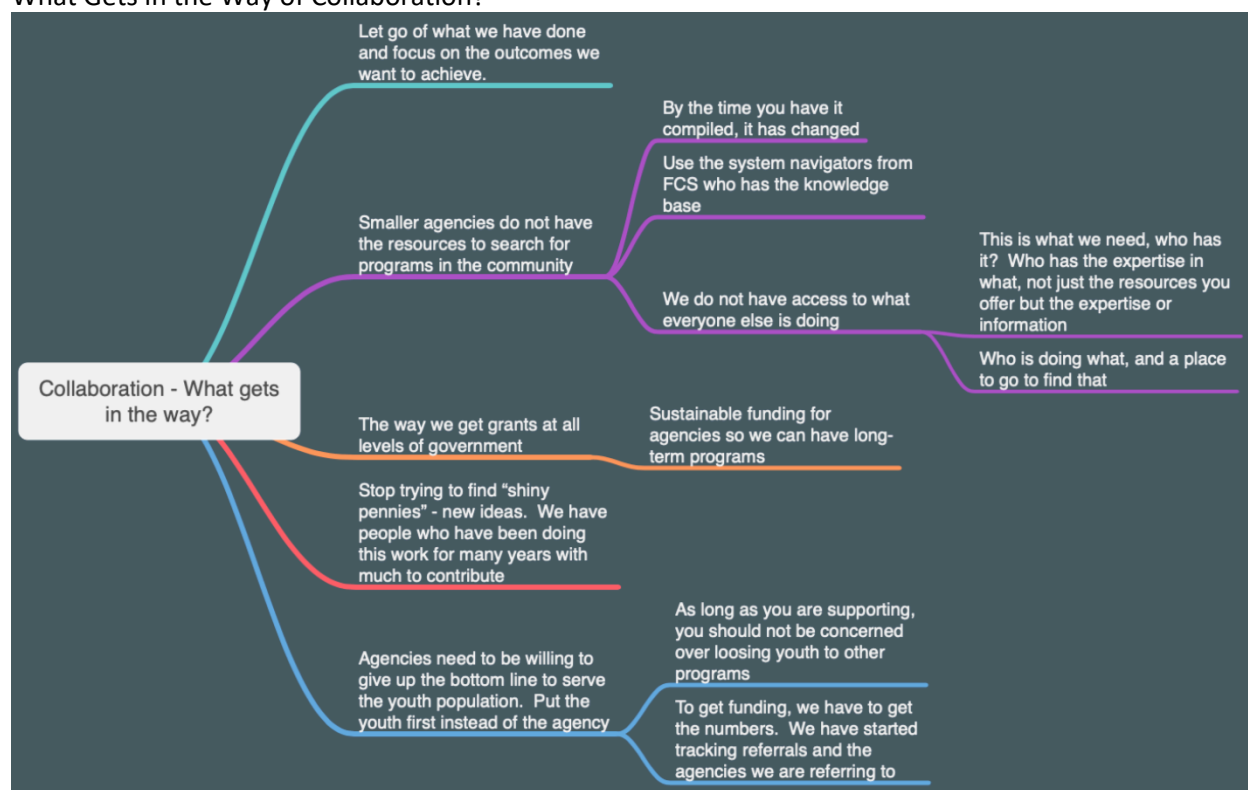 What Gets in the Way of Collaboration?
Let go of what we have done
and focus on the outcomes we
want to achieve.
By the time you have it
compiled, it has changed
Use the system navigators from
FCS who has the knowledge
base
Smaller agencies do not have
the resources to search for
programs in the community
This is what we need, who has
it?  Who has the expertise in
what, not just the resources you
offer but the expertise or
information
We do not have access to what
everyone else is doing
Who is doing what, and a place
to go to find that
Collaboration - What gets
in the way?
The way we get grants at all
levels of government
Sustainable funding for
agencies so we can have long-
term programs
Stop trying to find “shiny
pennies” - new ideas.  We have
people who have been doing
this work for many years with
much to contribute
Agencies need to be willing to
give up the bottom line to serve
the youth population.  Put the
youth first instead of the agency
As long as you are supporting,
you should not be concerned
over loosing youth to other
programs
To get funding, we have to get
the numbers.  We have started
tracking referrals and the
agencies we are referring to